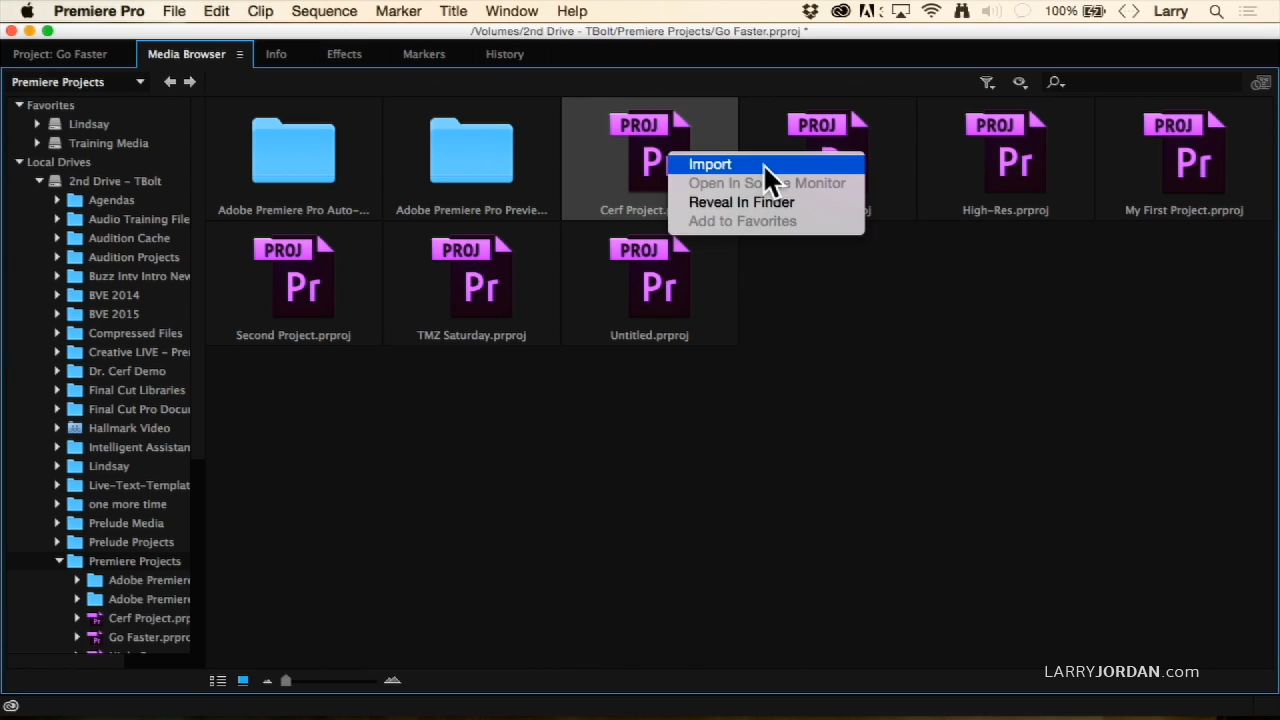 Premiere Pro File Edit Clip Sequence Marker Title Window Help 3 100% Larry
/Volumes/2nd Drive - TBolt/Premiere Projects/Go Faster.prproj *
Project: Go Faster Media Browser Info Effects Markers History
Premiere Projects
Favorites
Lindsay
Training Media
Local Drives
2nd Drive - TBolt
Agendas
Audio Training File
Audition Cache
Audition Projects
Buzz Intv Intro New
BVE 2014
BVE 2015
Compressed Files
Creative LIVE - Pre
Dr. Cerf Demo
Final Cut Libraries
Final Cut Pro Docu
Hallmark Video
Intelligent Assistan
Lindsay
Live-Text-Templat
one more time
Prelude Media
Prelude Projects
Premiere Projects
Adobe Premiere
Adobe Premiere
Cerf Project.prp
Go Faster.prpro
PROJ PROJ PROJ PROJ
P Pr Pr
Adobe Premiere Pro Auto-... Adobe Premiere Pro Previe... Cerf Project. High-Res.prproj My First Project.prproj
Import
Open In So e Monitor
Reveal In Finder
Add to Favorites
PROJ PROJ PROJ
Pr Pr Pr
Second Project.prproj TMZ Saturday.prproj Untitled.prproj
LARRYJORDAN.com